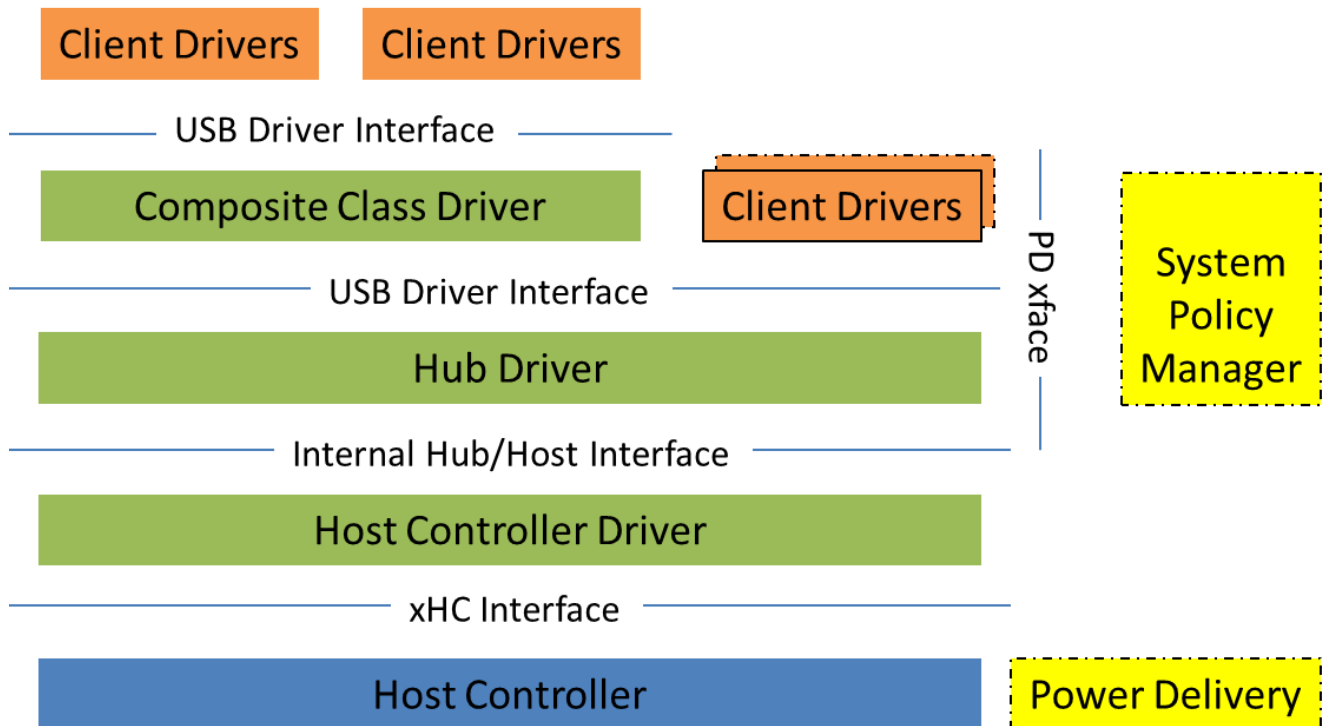 Client Drivers
Client Drivers
USB Driver Interface
Composite Class Driver
Client Drivers
PD xface
System
Policy
Manager
USB Driver Interface
Hub Driver
Internal Hub/Host Interface
Host Controller Driver
xHC Interface
Host Controller
Power Delivery